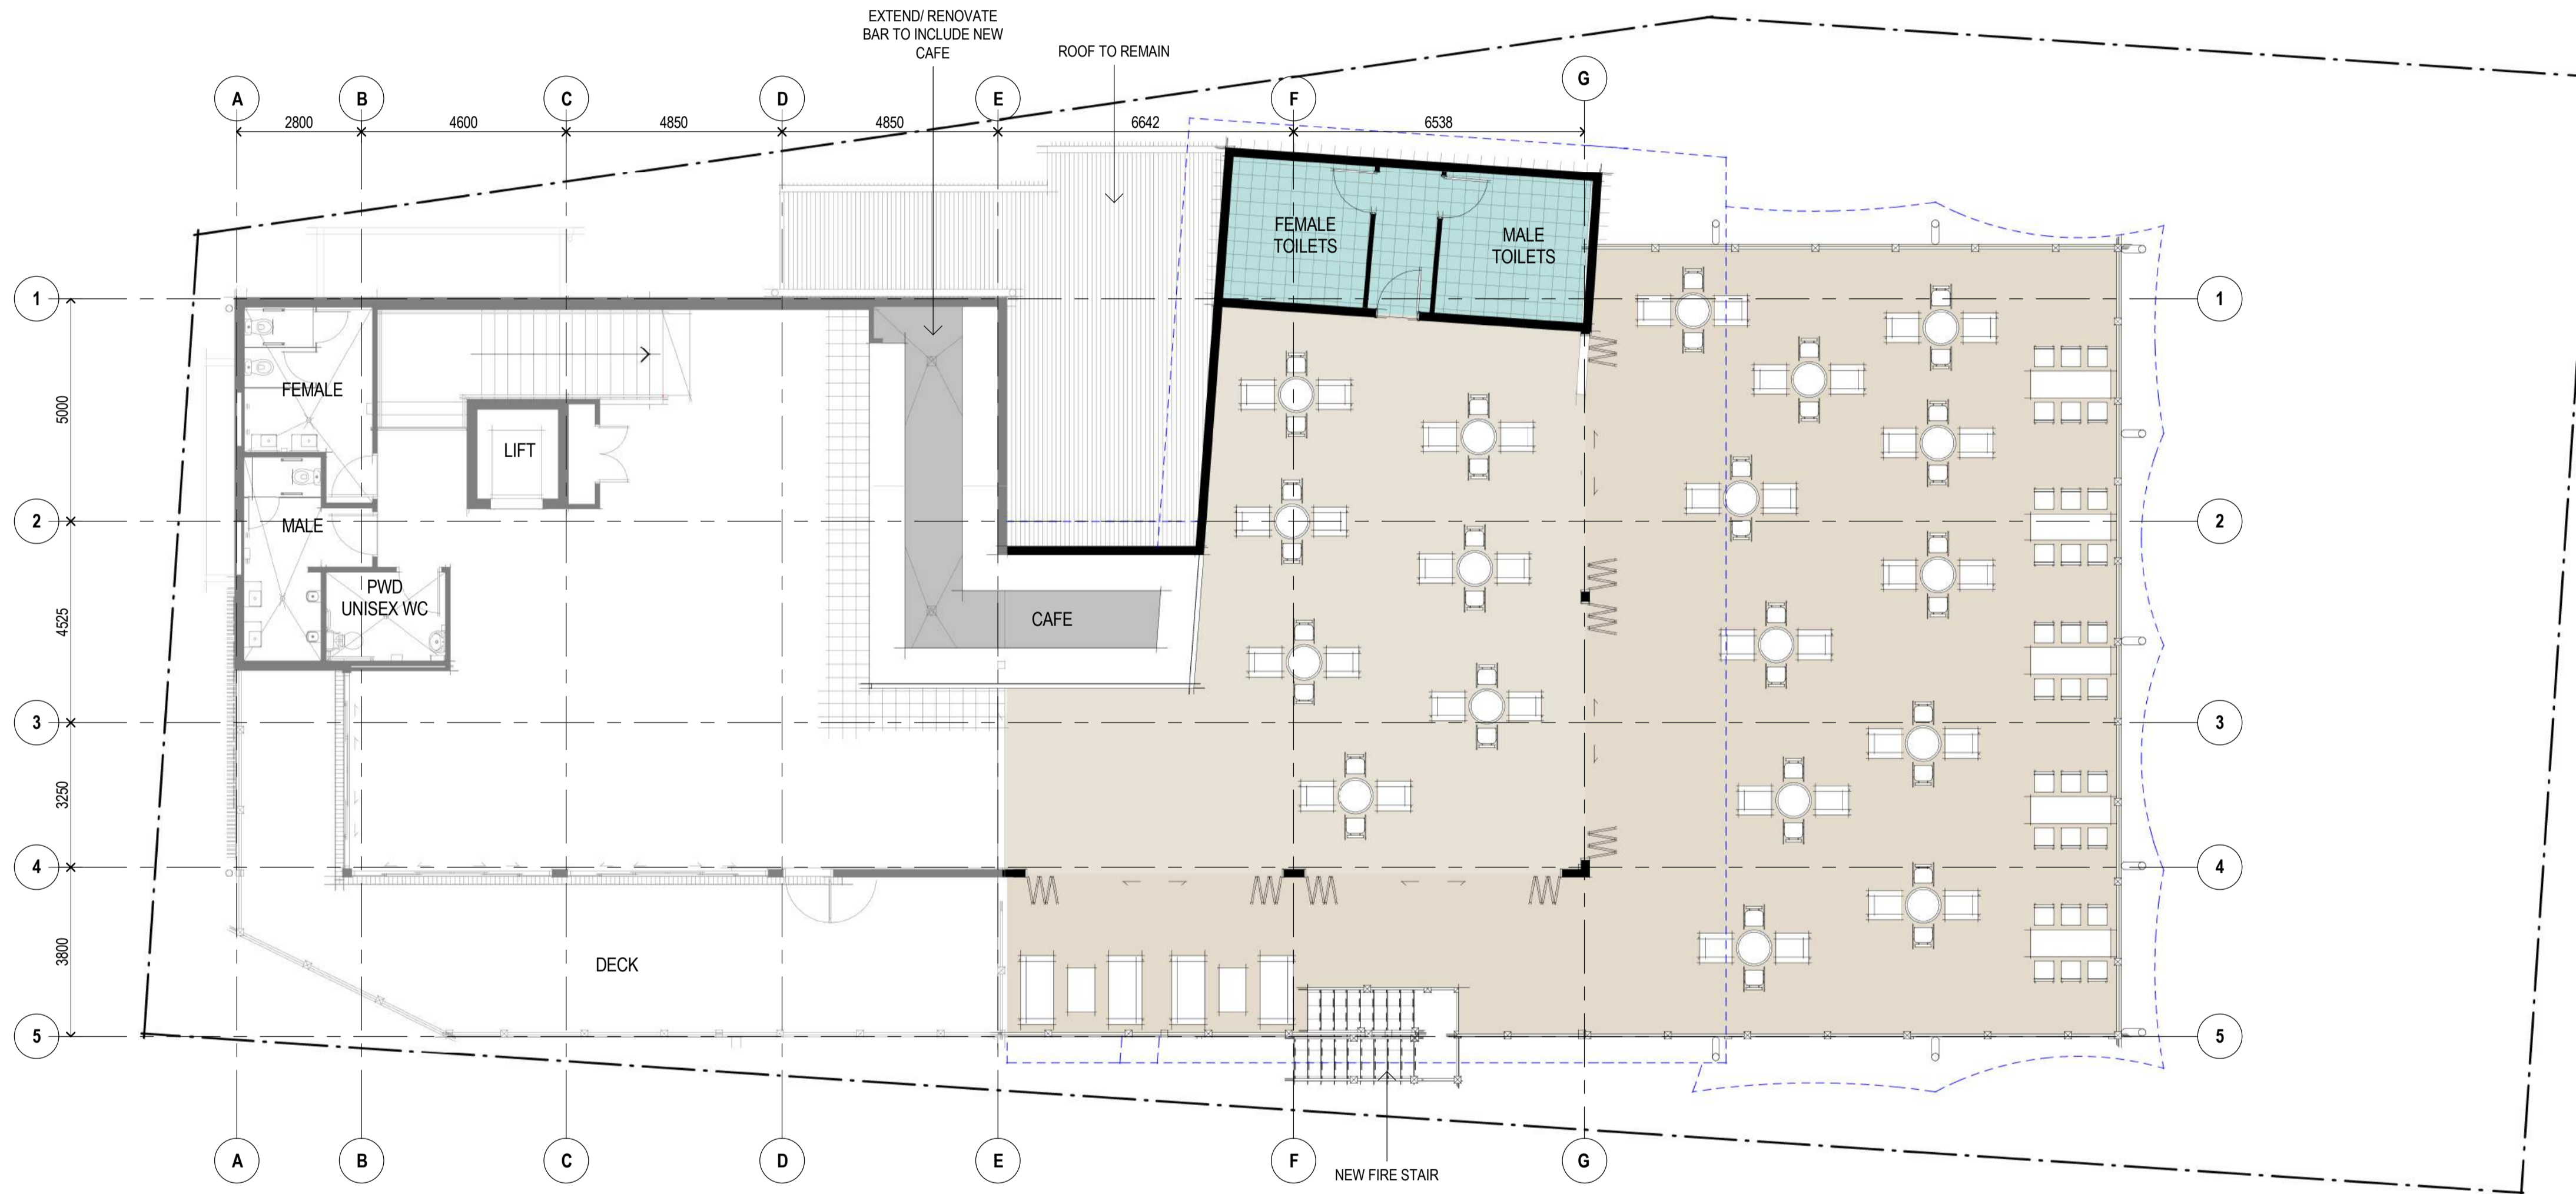 EXTEND/ RENOVATE
BAR TO INCLUDE NEW
CAFE
ROOF TO REMAIN
A
B
C
D
E
F
G
2800
4600
4850
4850
6642
6538
FEMALE
TOILETS
MALE
TOILETS
1
1
5000
FEMALE
LIFT
2
2
MALE
PWD
UNISEX WC
4525
CAFE
3
3
3250
4
4
3800
DECK
5
5
A
B
C
D
E
F
G
NEW FIRE STAIR